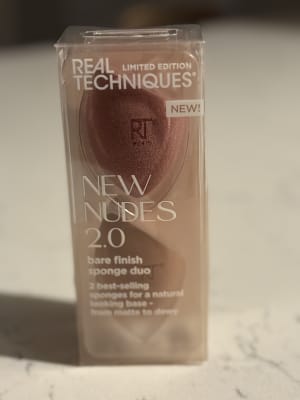 REAL LIMITED EDITION
TECHNIQUES®
NEW!
RT
NEW
NUDES
2.0
bare finish
sponge duo
2 best-selling
sponges for a natural
looking base -
from matte to dewy